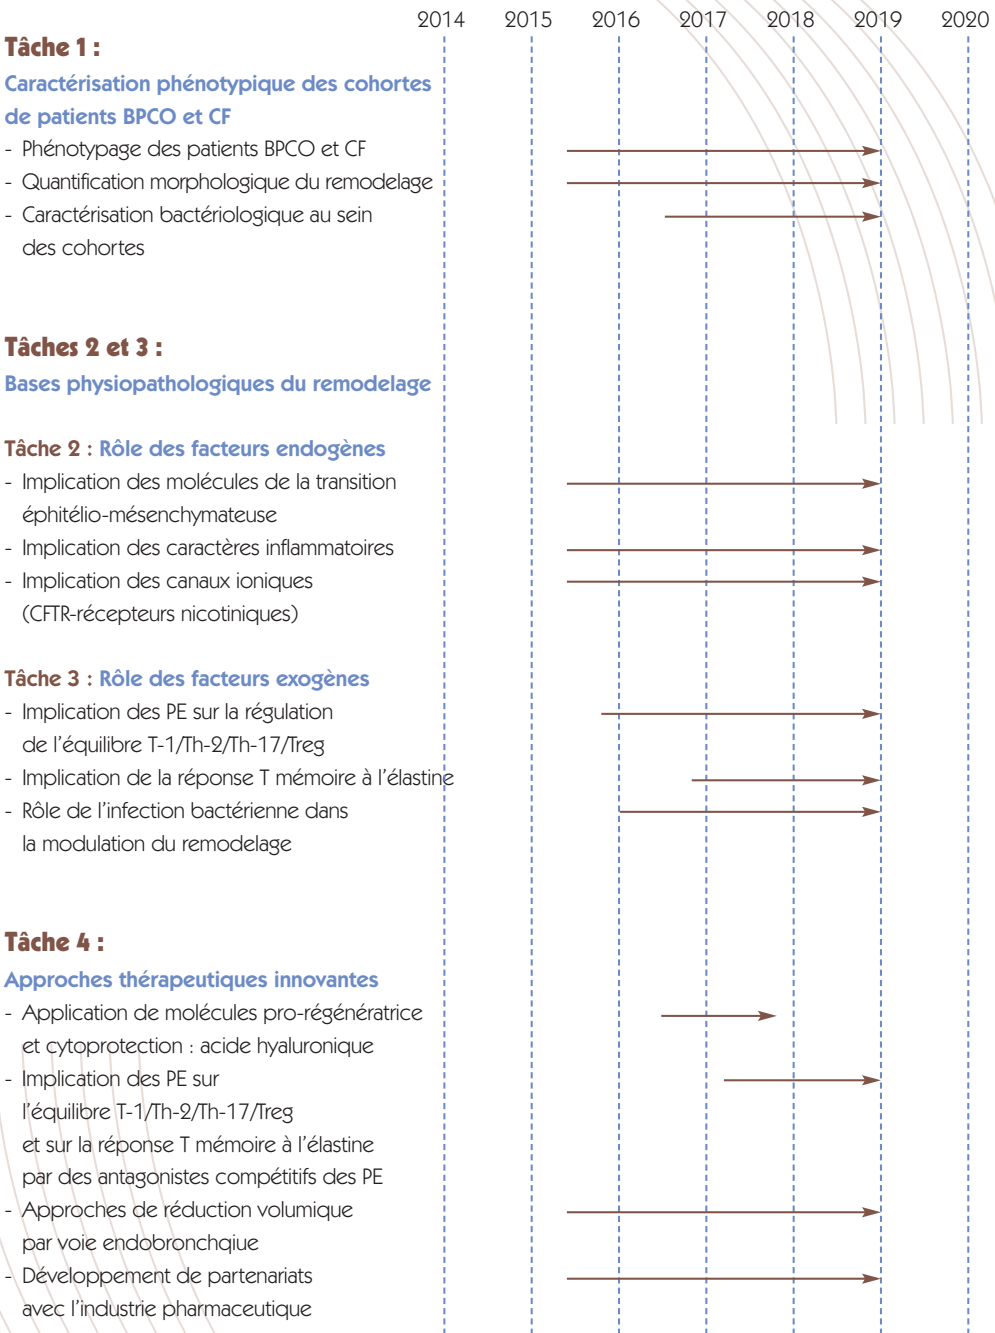 2014 2015 2016 2017 2018 2019 2020
Tâche 1 :
Caractérisation phénotypique des cohortes
de patients BPCO et CF
- Phénotypage des patients BPCO et CF
- Quantification morphologique du remodelage
- Caractérisation bactériologique au sein
des cohortes
Tâches 2 et 3 :
Bases physiopathologiques du remodelage
Tâche 2 : Rôle des facteurs endogènes
- Implication des molécules de la transition
éphitélio-mésenchymateuse
- Implication des caractères inflammatoires
- Implication des canaux ioniques
(CFTR-récepteurs nicotiniques)
Tâche 3 : Rôle des facteurs exogènes
- Implication des PE sur la régulation
de l'équilibre T-1/Th-2/Th-17/Treg
- Implication de la réponse T mémoire à l'élastine
- Rôle de l'infection bactérienne dans
la modulation du remodelage
Tâche 4 :
Approches thérapeutiques innovantes
- Application de molécules pro-régénératrice
et cytoprotection : acide hyaluronique
- Implication des PE sur
l'équilibre T-1/Th-2/Th-17/Treg
et sur la réponse T mémoire à l'élastine
par des antagonistes compétitifs des PE
- Approches de réduction volumique
par voie endobronchqiue
- Développement de partenariats
avec l'industrie pharmaceutique